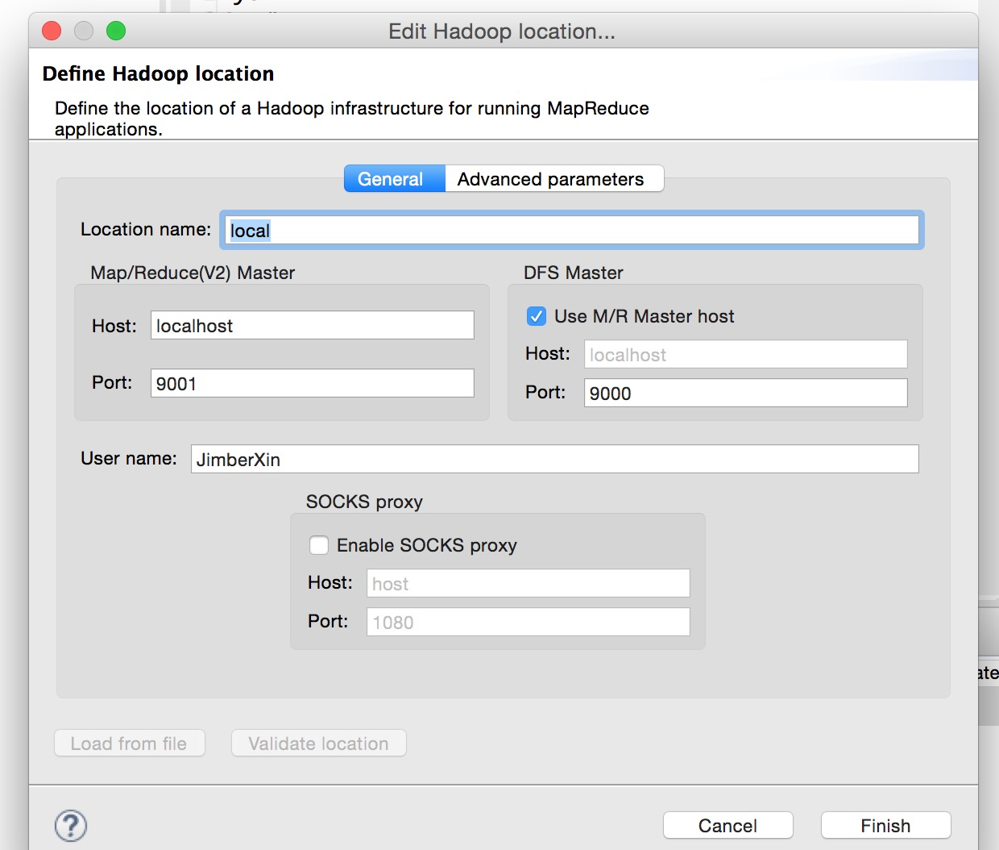 Edit Hadoop location...
Define Hadoop location
Define the location of a Hadoop infrastructure for running MapReduce
applications.
General Advanced parameters
Location name: local
Map/Reduce(V2) Master
Host: localhost
Port: 9001
DFS Master
Use M/R Master host
Host: localhost
Port: 9000
User name: JimberXin
SOCKS proxy
Enable SOCKS proxy
Host: host
Port: 1080
Load from file Validate location
? Cancel Finish